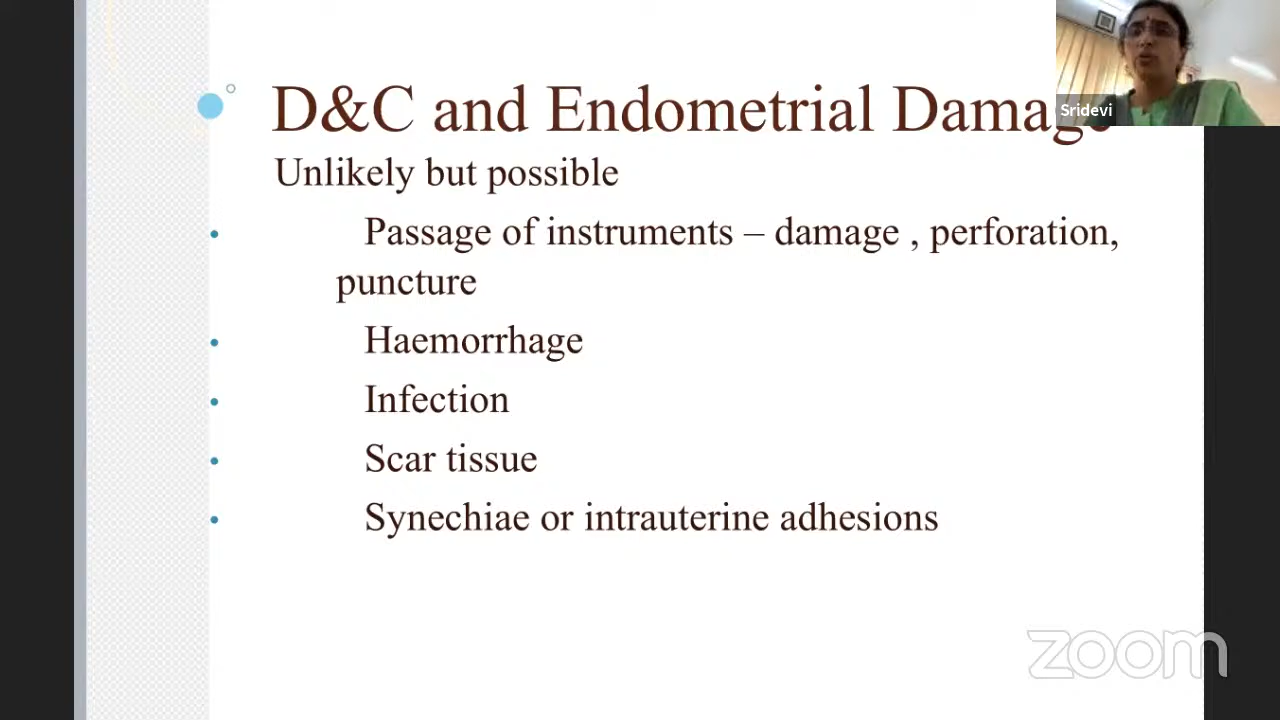 D&C and Endometrial Damage
Sridevi
Unlikely but possible
• Passage of instruments – damage , perforation,
puncture
• Haemorrhage
• Infection
• Scar tissue
• Synechiae or intrauterine adhesions
zoom